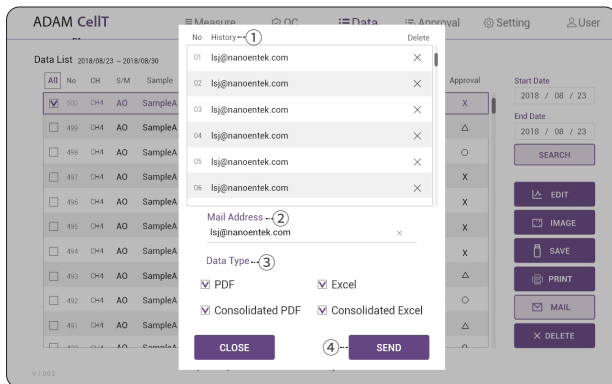 ADAM CellT Measure QC Data Approval Setting User
Data List 2018/08/23 ~ 2018/08/30
All No CH S/M Sample Approval
500 CH4 AO SampleA X
499 CH4 AO SampleA △
498 CH4 AO SampleA ○
497 CH4 AO SampleA X
496 CH4 AO SampleA X
495 CH4 AO SampleA X
494 CH4 AO SampleA X
493 CH4 AO SampleA △
492 CH4 AO SampleA ○
491 CH4 AO SampleA △
CH4 AO SampleA
No History ① Delete
01 lsj@nanoentek.com ×
02 lsj@nanoentek.com ×
03 lsj@nanoentek.com ×
04 lsj@nanoentek.com ×
05 lsj@nanoentek.com ×
06 lsj@nanoentek.com ×
Mail Address ②
lsj@nanoentek.com ×
Data Type ③
PDF Excel
Consolidated PDF Consolidated Excel
CLOSE ④ SEND
Start Date
2018 / 08 / 23
End Date
2018 / 08 / 23
SEARCH
EDIT
IMAGE
SAVE
PRINT
MAIL
× DELETE
V 1.0.0.2